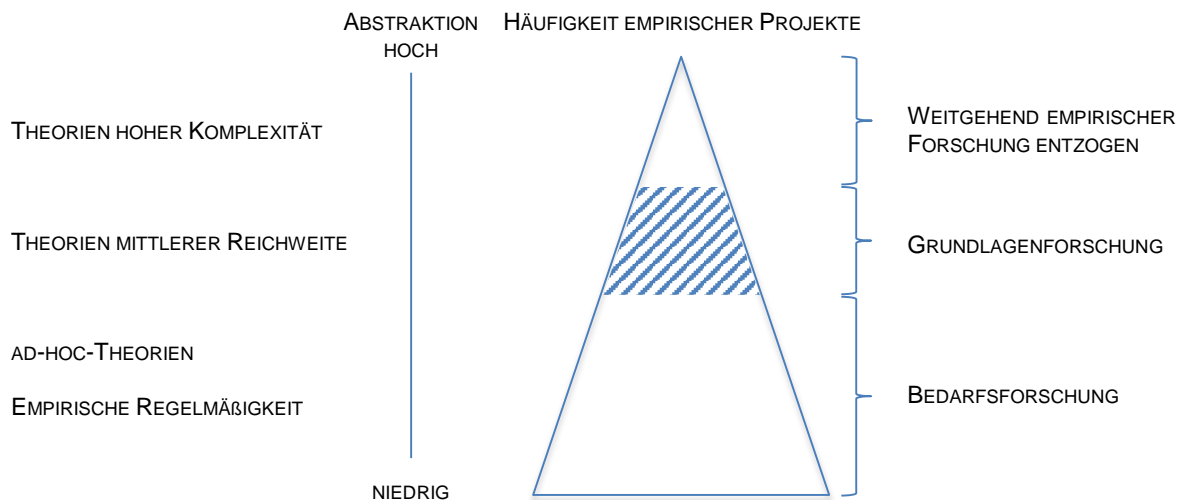 ABSTRAKTION
HOCH
HÄUFIGKEIT EMPIRISCHER PROJEKTE
THEORIEN HOHER KOMPLEXITÄT
WEITGEHEND EMPIRISCHER
FORSCHUNG ENTZOGEN
THEORIEN MITTLERER REICHWEITE
GRUNDLAGENFORSCHUNG
AD-HOC-THEORIEN
EMPIRISCHE REGELMÄßIGKEIT
BEDARFSFORSCHUNG
NIEDRIG